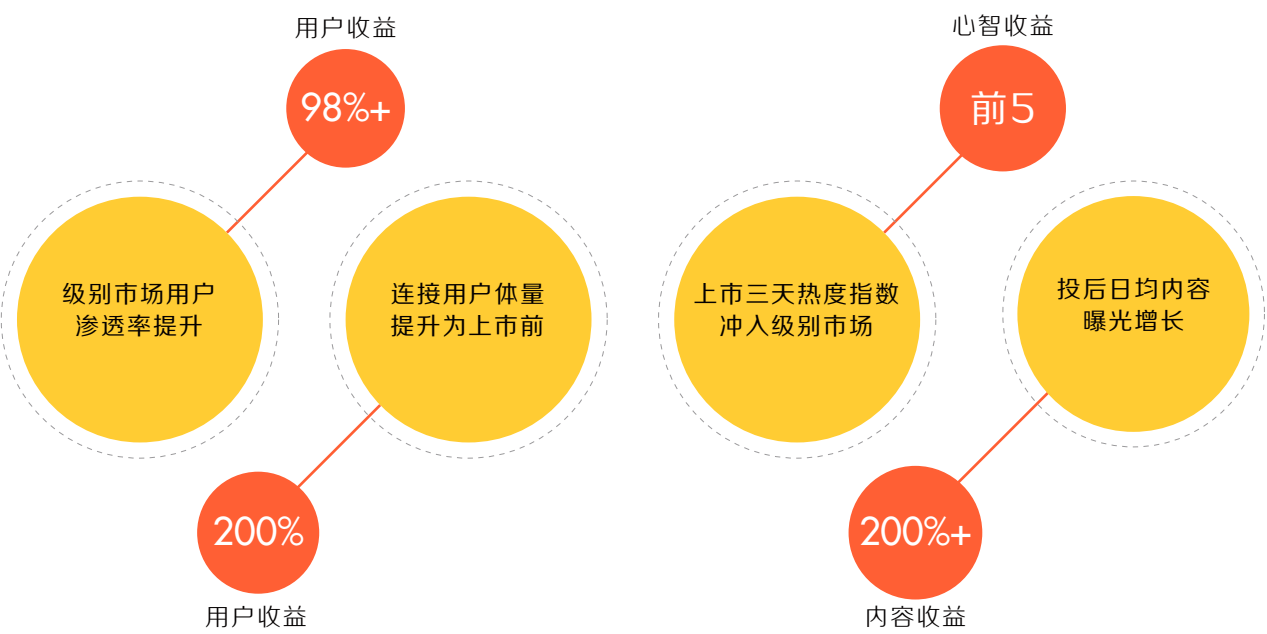 用户收益
98%+
级别市场用户
渗透率提升
连接用户体量
提升为上市前
200%
用户收益
心智收益
前5
上市三天热度指数
冲入级别市场
投后日均内容
曝光增长
200%+
内容收益